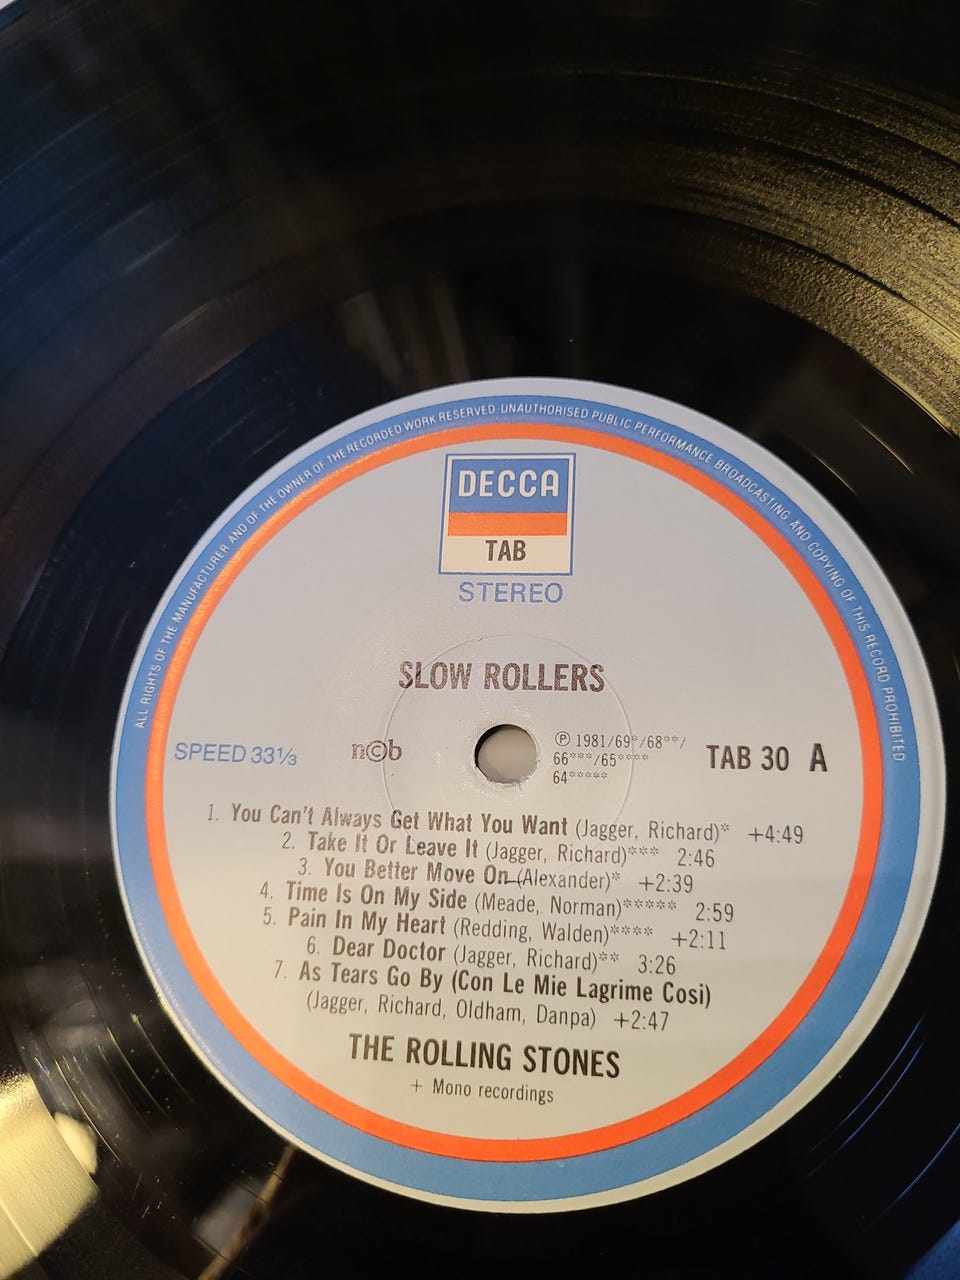 ALL RIGHTS OF THE MANUFACTURER AND OF THE OWNER OF THE RECORDED WORK RESERVED·UNAUTHORISED PUBLIC PERFORMANCE BROADCASTING AND COPYING OF THIS RECORD PROHIBITED
DECCA
TAB
STEREO
SLOW ROLLERS
SPEED 33⅓
n©b
℗ 1981/69*/68**/
66***/65****
64*****
TAB 30 A
1. You Can't Always Get What You Want (Jagger, Richard)* +4:49
2. Take It Or Leave It (Jagger, Richard)*** 2:46
3. You Better Move On (Alexander)* +2:39
4. Time Is On My Side (Meade, Norman)***** 2:59
5. Pain In My Heart (Redding, Walden)**** +2:11
6. Dear Doctor (Jagger, Richard)** 3:26
7. As Tears Go By (Con Le Mie Lagrime Cosi)
(Jagger, Richard, Oldham, Danpa) +2:47
THE ROLLING STONES
+ Mono recordings